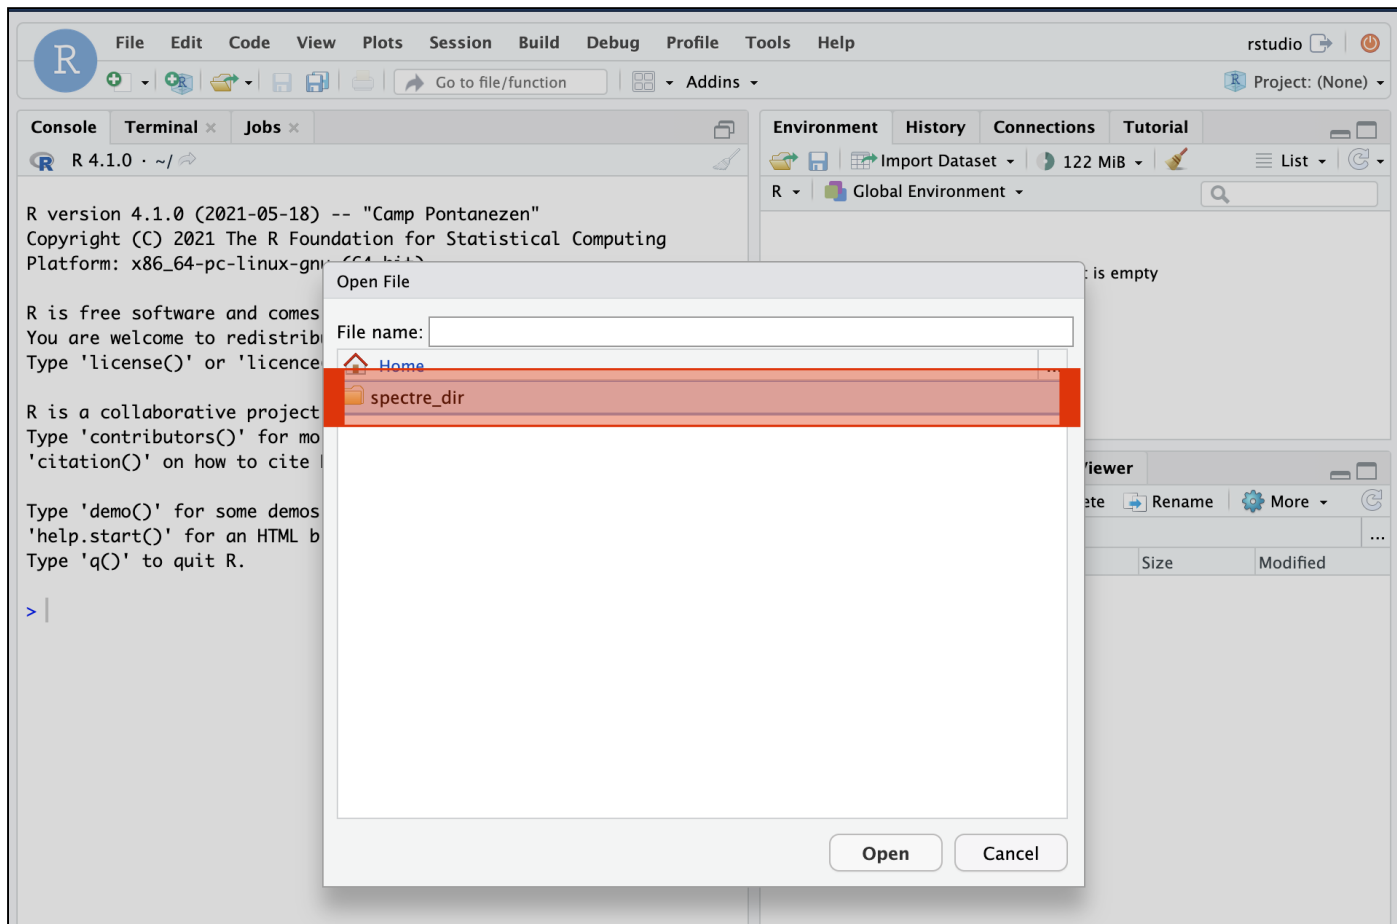 R
File Edit Code View Plots Session Build Debug Profile Tools Help
rstudio
Go to file/function
Addins
Project: (None)
Console Terminal Jobs
R 4.1.0 · ~/
R version 4.1.0 (2021-05-18) -- "Camp Pontanezen"
Copyright (C) 2021 The R Foundation for Statistical Computing
Platform: x86_64-pc-linux-gnu (64-bit)
R is free software and comes
You are welcome to redistrib
Type 'license()' or 'licence
R is a collaborative project
Type 'contributors()' for mo
'citation()' on how to cite
Type 'demo()' for some demos
'help.start()' for an HTML b
Type 'q()' to quit R.
>
Environment History Connections Tutorial
Import Dataset 122 MiB List
R Global Environment
is empty
Open File
File name:
Home ...
spectre_dir
Open Cancel
Viewer
ete Rename More
...
Size Modified